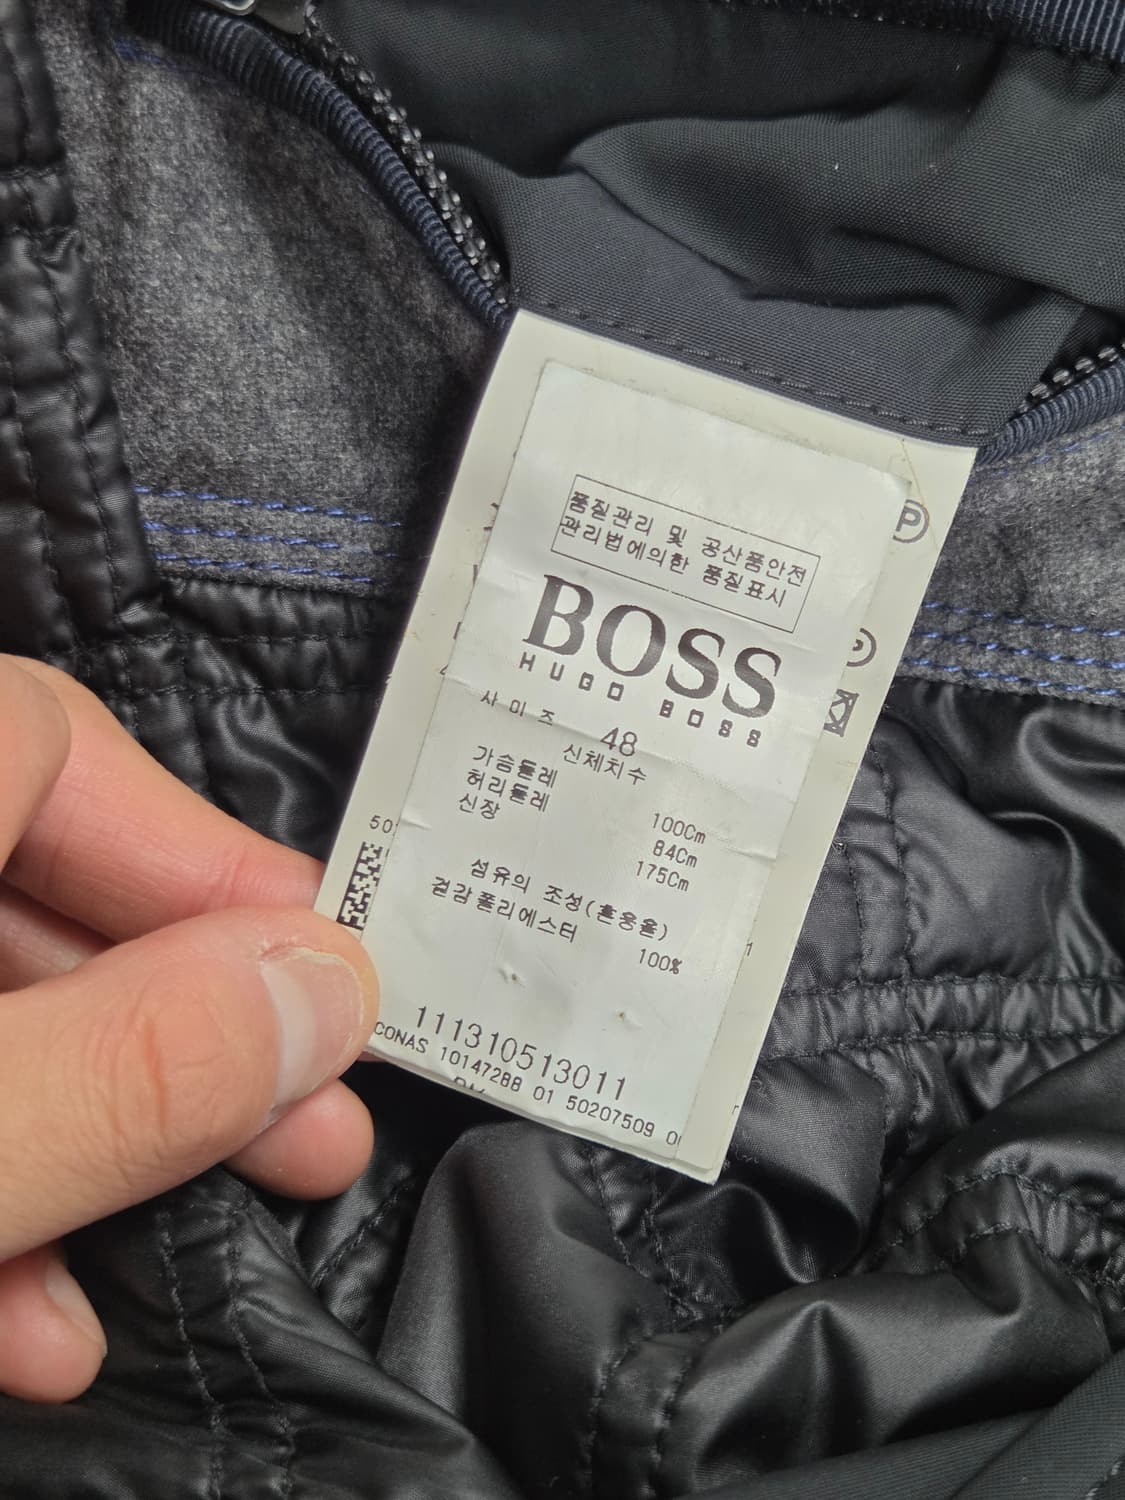 품질관리 및 공산품안전
관리법에의한 품질표시
BOSS
HUGO BOSS
사이즈 48
신체치수
가슴둘레 100Cm
허리둘레 84Cm
신장 175Cm
섬유의 조성(혼용율)
겉감폴리에스터 100%
111310513011
CONAS 10147288 01 50207509
P
50